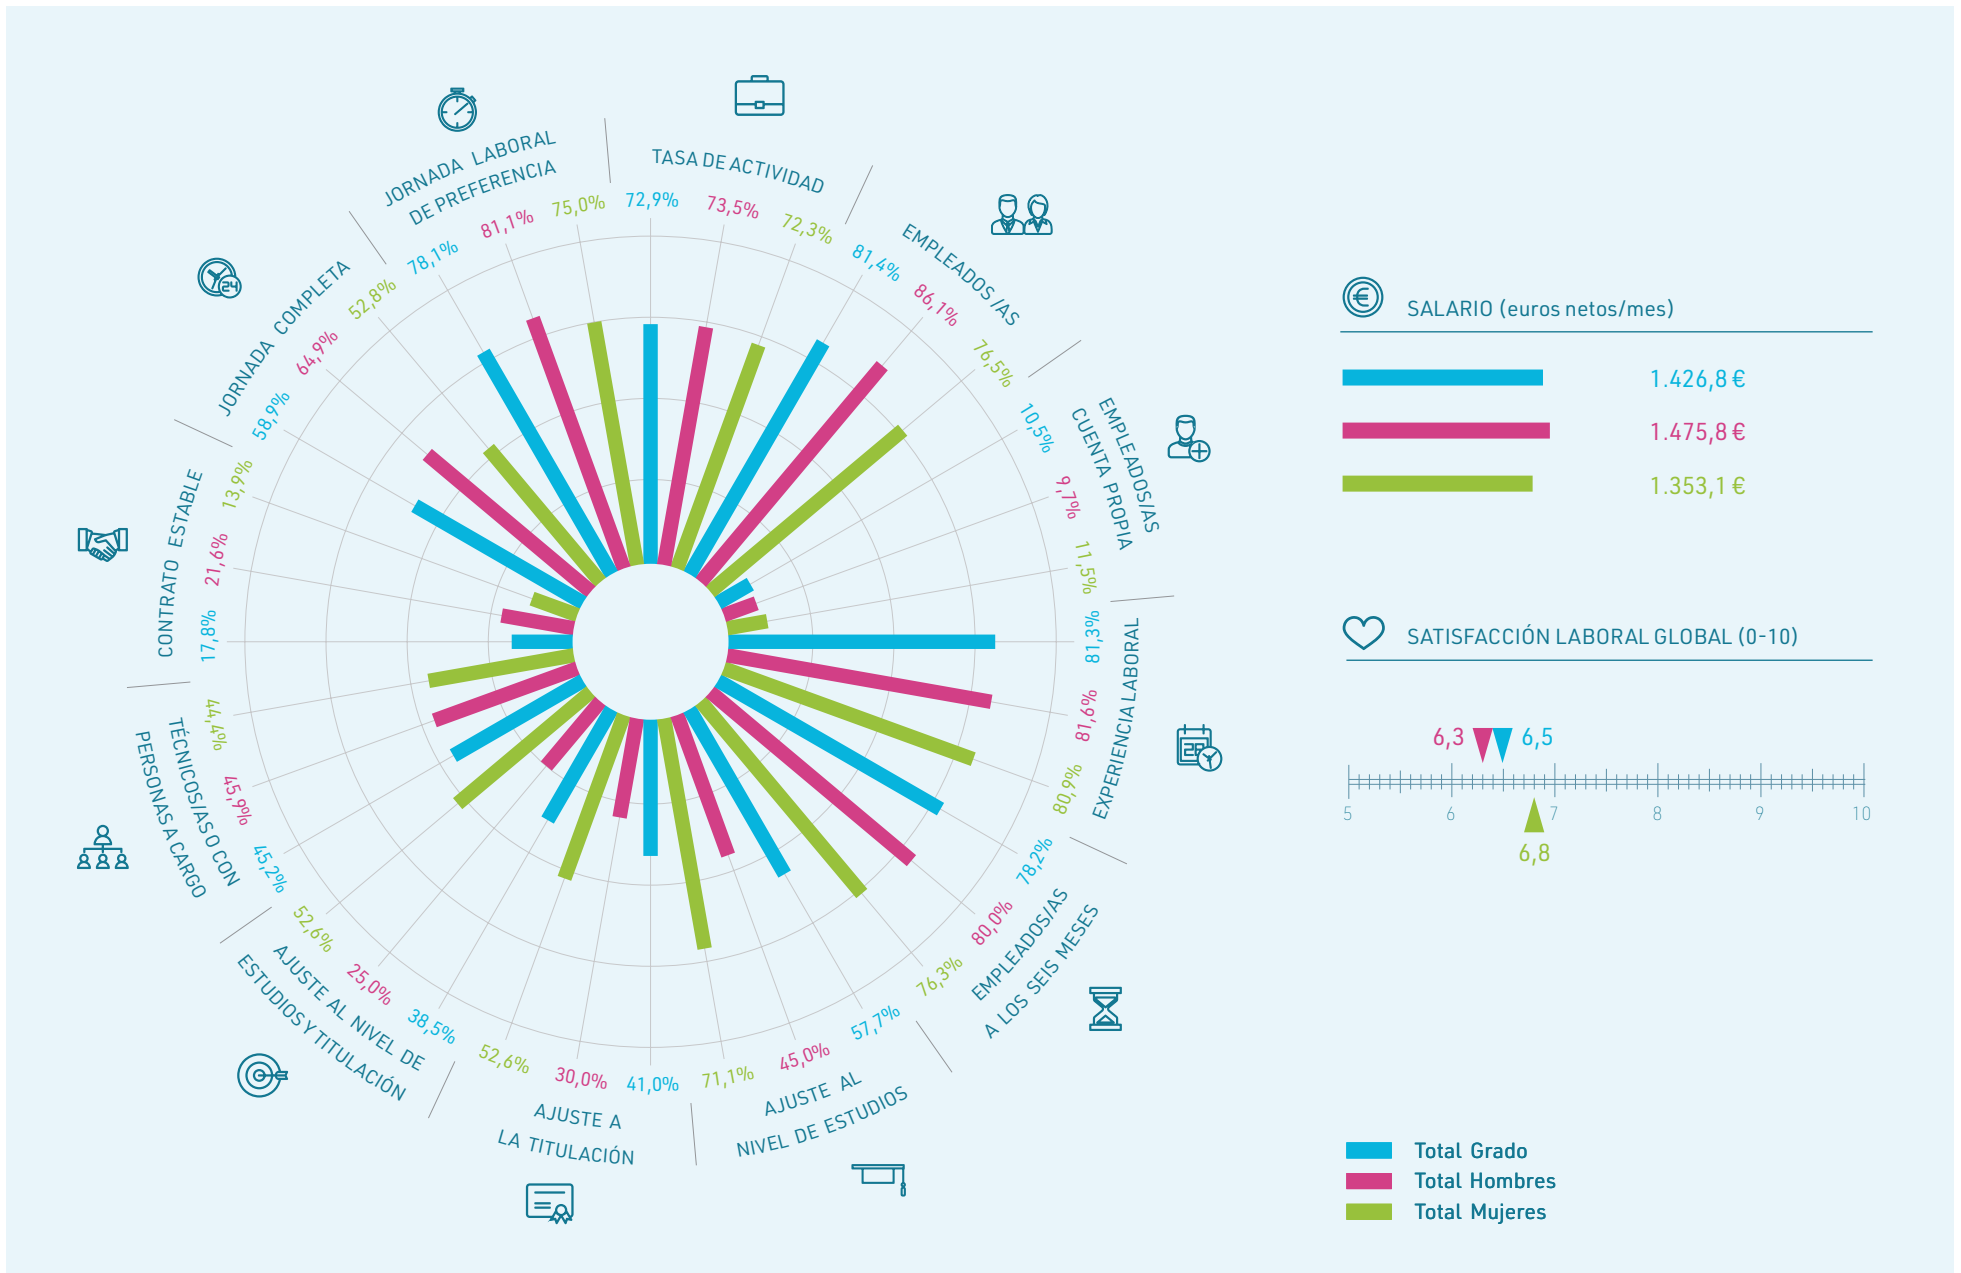 TASA DE ACTIVIDAD
72,9%
73,5%
72,3%
EMPLEADOS /AS
81,4%
86,1%
76,5%
EMPLEADOS/AS
CUENTA PROPIA
10,5%
9,7%
11,5%
EXPERIENCIA LABORAL
81,3%
81,6%
80,9%
20
EMPLEADOS/AS
A LOS SEIS MESES
78,2%
80,0%
76,3%
AJUSTE AL
NIVEL DE ESTUDIOS
57,7%
45,0%
71,1%
AJUSTE A
LA TITULACIÓN
41,0%
30,0%
52,6%
AJUSTE AL NIVEL DE
ESTUDIOS Y TITULACIÓN
38,5%
25,0%
52,6%
TÉCNICOS/AS O CON
PERSONAS A CARGO
45,2%
45,9%
44,4%
CONTRATO ESTABLE
17,8%
21,6%
13,9%
JORNADA COMPLETA
24
58,9%
64,9%
52,8%
JORNADA LABORAL
DE PREFERENCIA
78,1%
81,1%
75,0%
€ SALARIO (euros netos/mes)
1.426,8 €
1.475,8 €
1.353,1 €
SATISFACCIÓN LABORAL GLOBAL (0-10)
6,3 6,5
5 6 7 8 9 10
6,8
Total Grado
Total Hombres
Total Mujeres